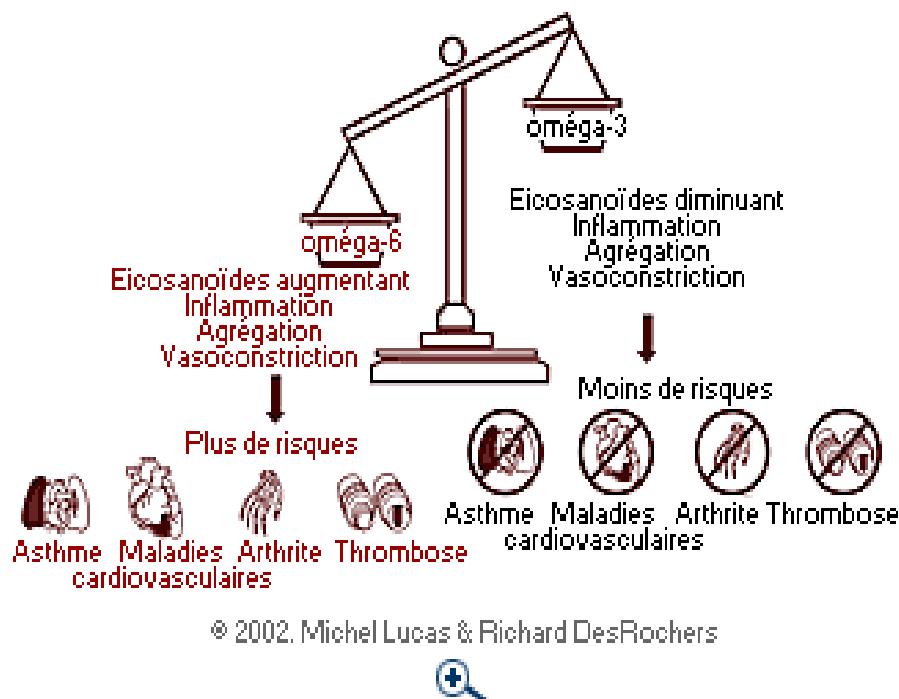 oméga-3
oméga-6
Eicosanoïdes augmentant
Inflammation
Agrégation
Vasoconstriction
Plus de risques
Asthme Maladies Arthrite Thrombose
cardiovasculaires
Eicosanoïdes diminuant
Inflammation
Agrégation
Vasoconstriction
Moins de risques
Asthme Maladies Arthrite Thrombose
cardiovasculaires
© 2002. Michel Lucas & Richard DesRochers